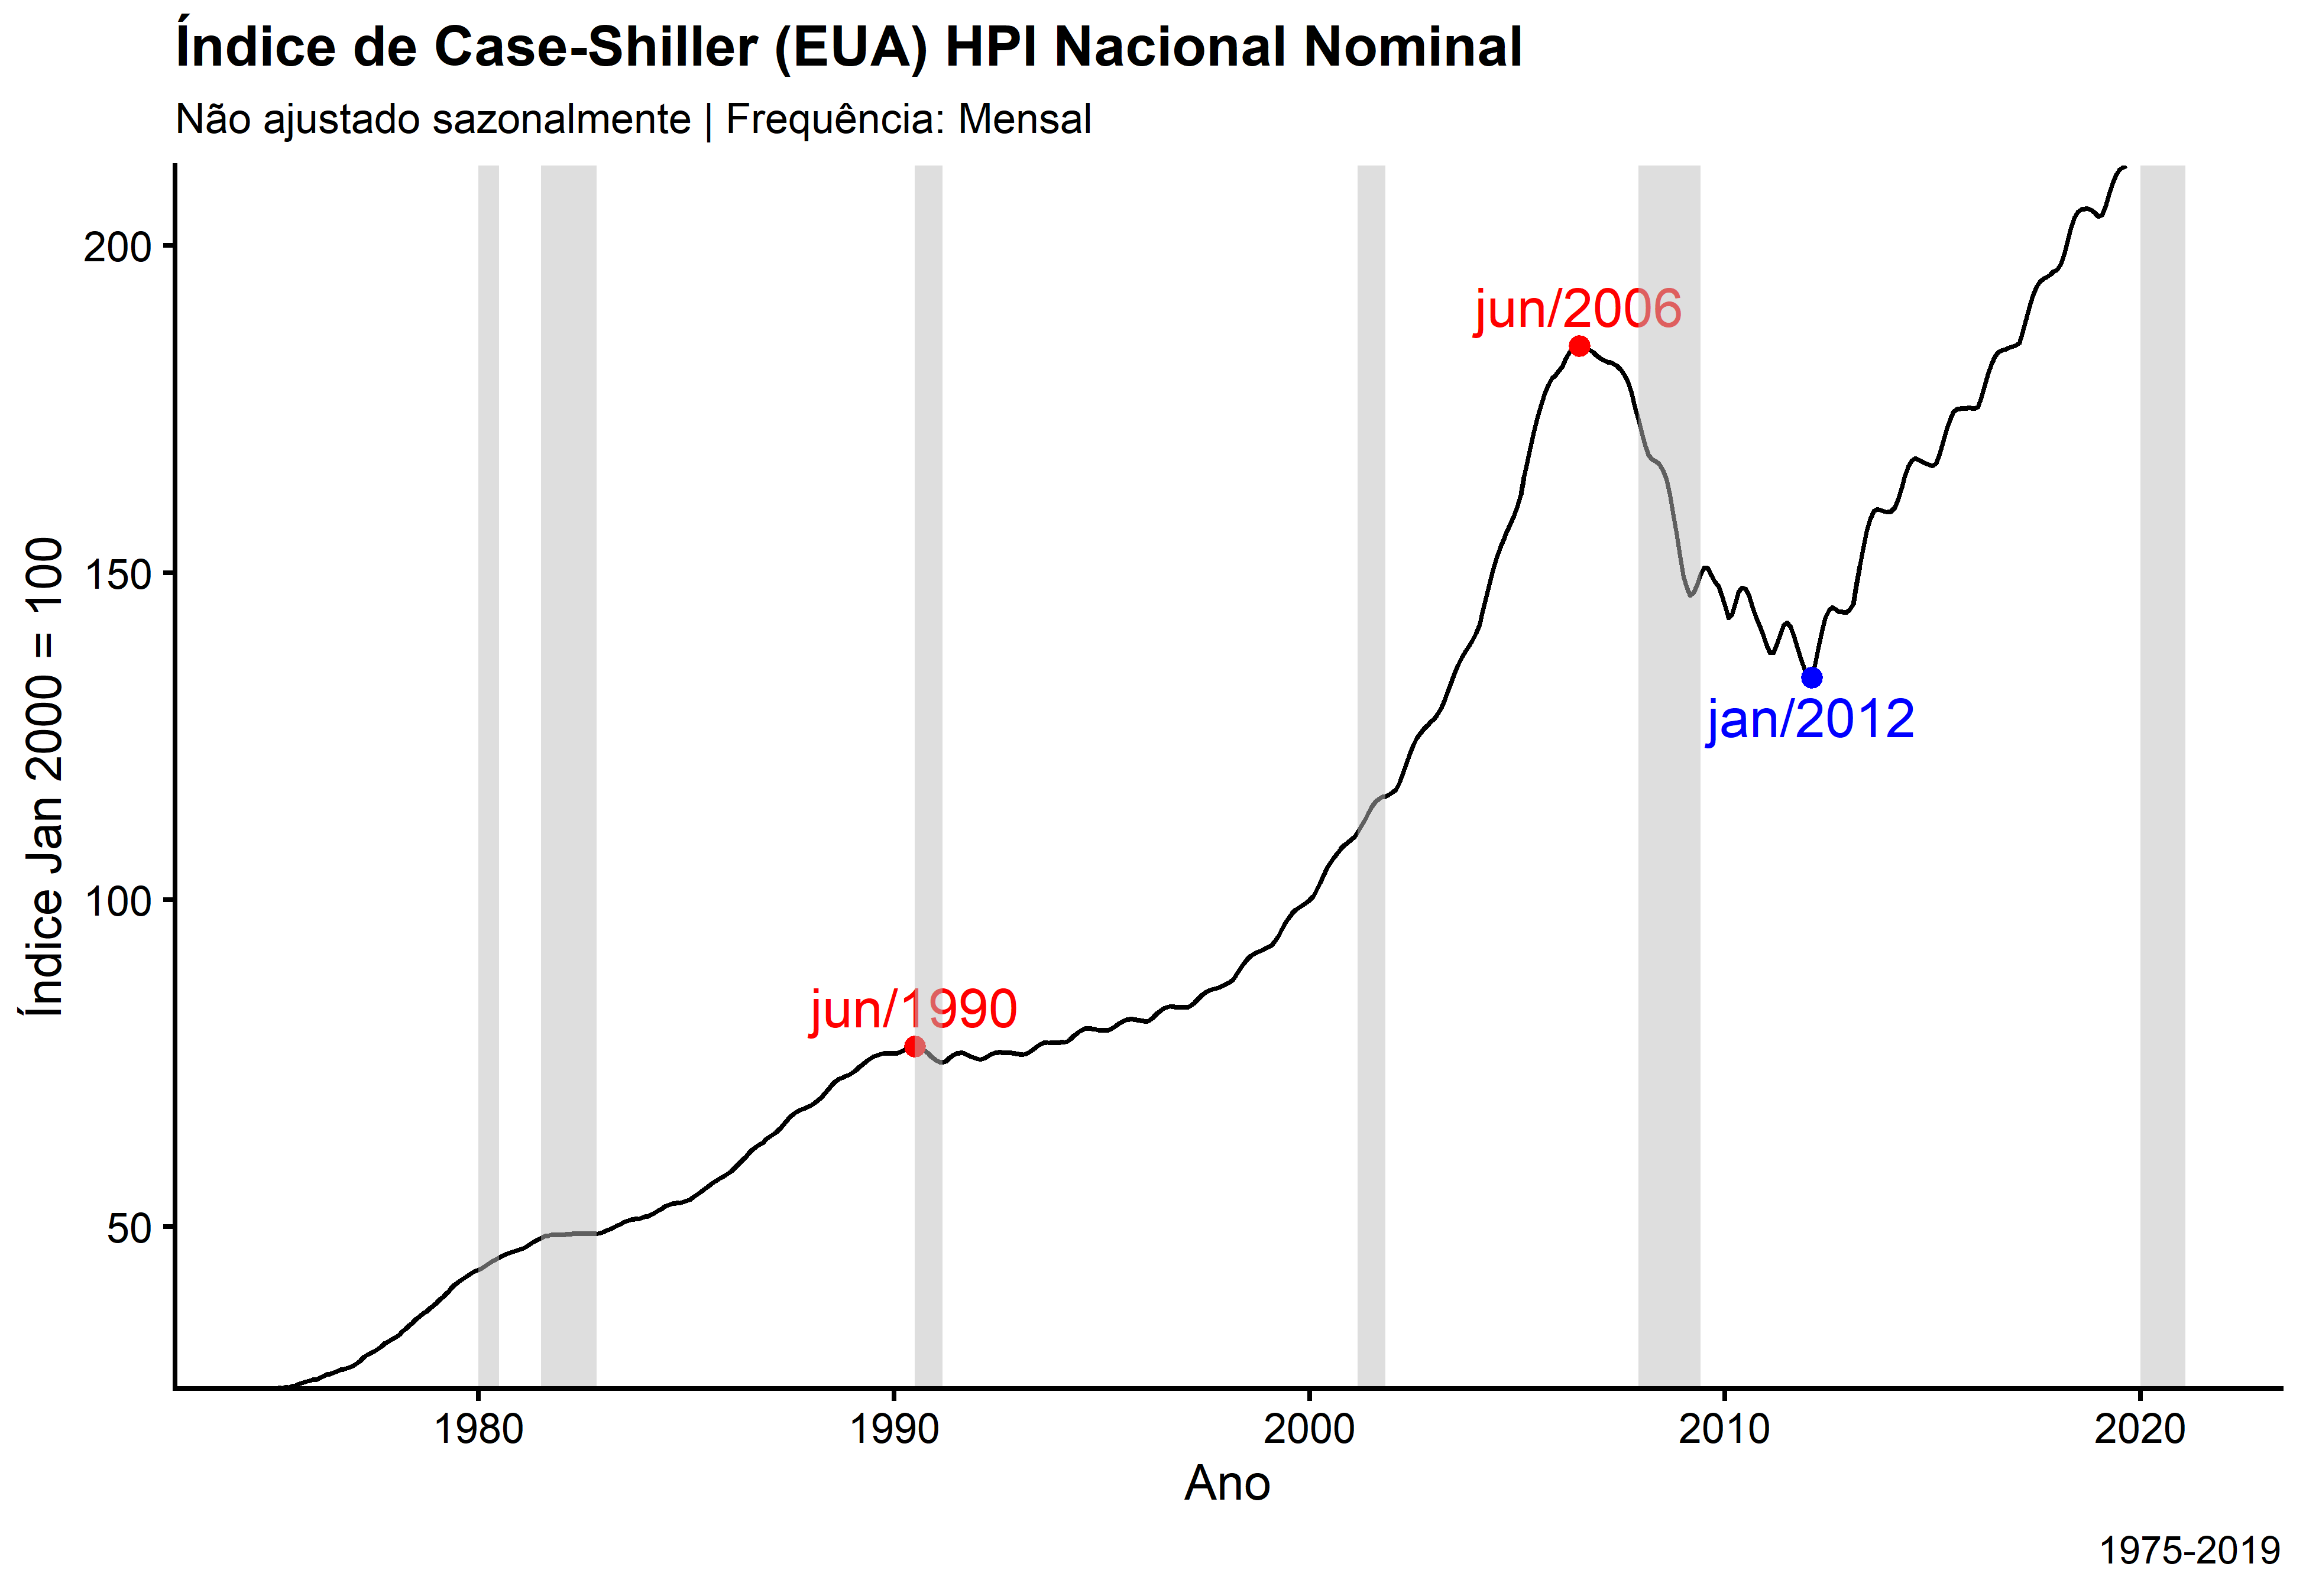 Índice de Case-Shiller (EUA) HPI Nacional Nominal
Não ajustado sazonalmente | Frequência: Mensal
Índice Jan 2000 = 100
200
150
100
50
jun/2006
jan/2012
jun/1990
1980
1990
2000
2010
2020
Ano
1975-2019